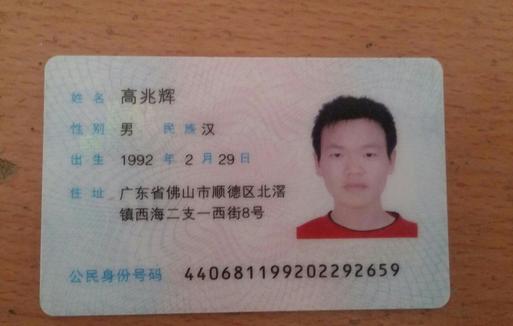 姓名 高兆辉
性别 男 民族 汉
出生 1992 年 2 月 29 日
住址 广东省佛山市顺德区北滘
镇西海二支一西街8号
公民身份号码 440681199202292659